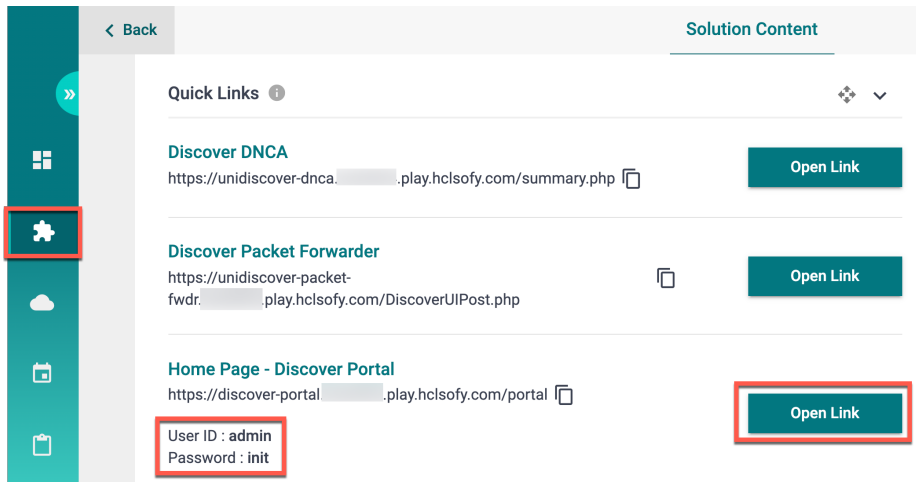 Back
Solution Content
Quick Links
Discover DNCA
https://unidiscover-dnca. .play.hclsofy.com/summary.php
Open Link
Discover Packet Forwarder
https://unidiscover-packet-
fwdr. .play.hclsofy.com/DiscoverUIPost.php
Open Link
Home Page - Discover Portal
https://discover-portal. .play.hclsofy.com/portal
Open Link
User ID : admin
Password : init